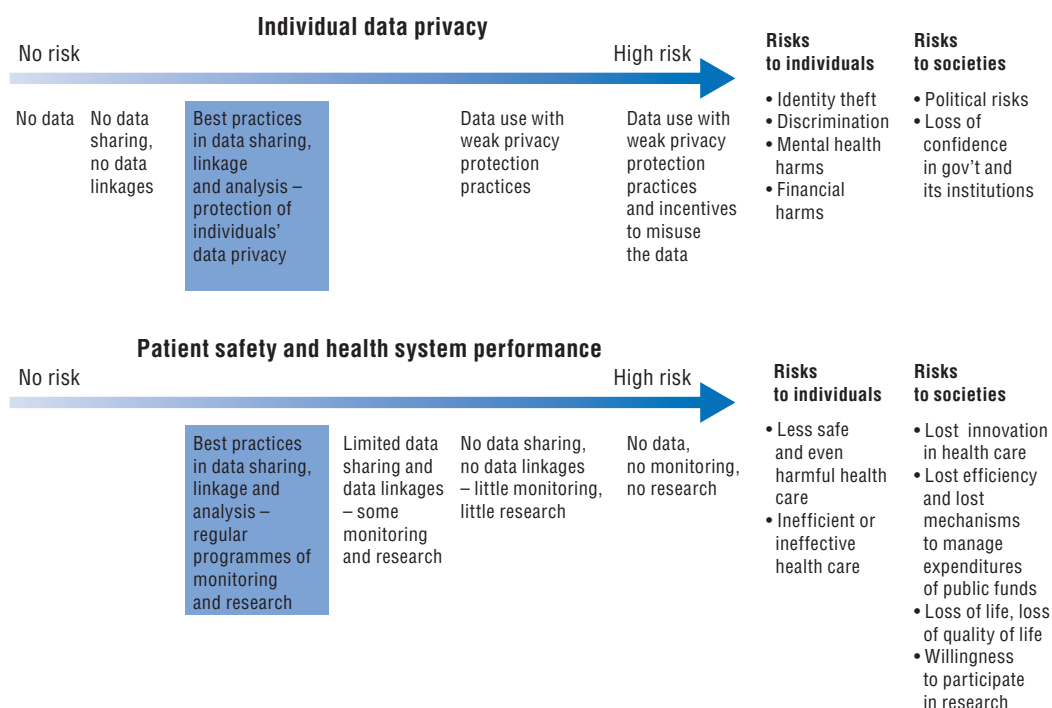 Individual data privacy
No risk
High risk
No data
No data
sharing,
no data
linkages
Best practices
in data sharing,
linkage
and analysis –
protection of
individuals'
data privacy
Data use with
weak privacy
protection
practices
Data use with
weak privacy
protection
practices
and incentives
to misuse
the data
Risks
to individuals
• Identity theft
• Discrimination
• Mental health
harms
• Financial
harms
Risks
to societies
• Political risks
• Loss of
confidence
in gov't and
its institutions
Patient safety and health system performance
No risk
High risk
Best practices
in data sharing,
linkage and
analysis –
regular
programmes of
monitoring
and research
Limited data
sharing and
data linkages
– some
monitoring
and research
No data sharing,
no data linkages
– little monitoring,
little research
No data,
no monitoring,
no research
Risks
to individuals
• Less safe
and even
harmful health
care
• Inefficient or
ineffective
health care
Risks
to societies
• Lost innovation
in health care
• Lost efficiency
and lost
mechanisms
to manage
expenditures
of public funds
• Loss of life, loss
of quality of life
• Willingness
to participate
in research